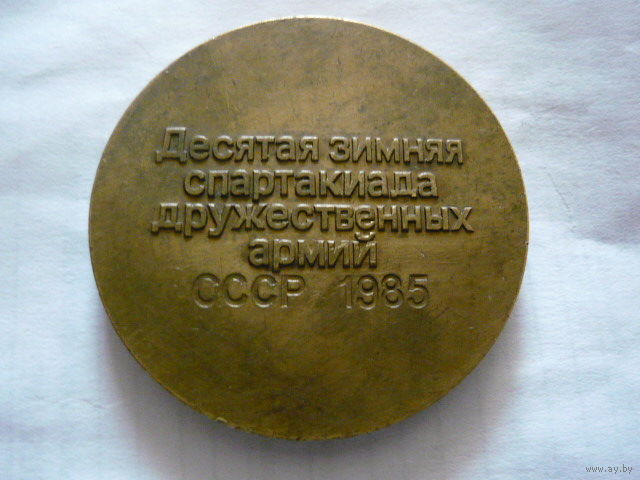 Десятая зимняя
спартакиада
дружественных
армий
СССР 1985
© www.ay.by